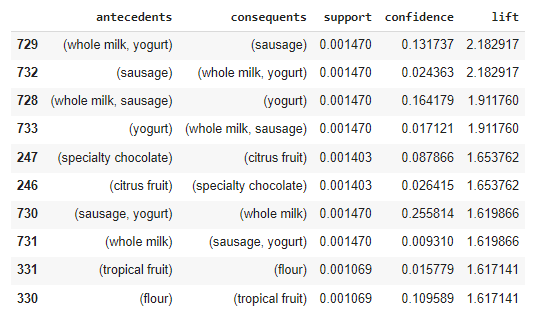 antecedents consequents support confidence lift
729 (whole milk, yogurt) (sausage) 0.001470 0.131737 2.182917
732 (sausage) (whole milk, yogurt) 0.001470 0.024363 2.182917
728 (whole milk, sausage) (yogurt) 0.001470 0.164179 1.911760
733 (yogurt) (whole milk, sausage) 0.001470 0.017121 1.911760
247 (specialty chocolate) (citrus fruit) 0.001403 0.087866 1.653762
246 (citrus fruit) (specialty chocolate) 0.001403 0.026415 1.653762
730 (sausage, yogurt) (whole milk) 0.001470 0.255814 1.619866
731 (whole milk) (sausage, yogurt) 0.001470 0.009310 1.619866
331 (tropical fruit) (flour) 0.001069 0.015779 1.617141
330 (flour) (tropical fruit) 0.001069 0.109589 1.617141